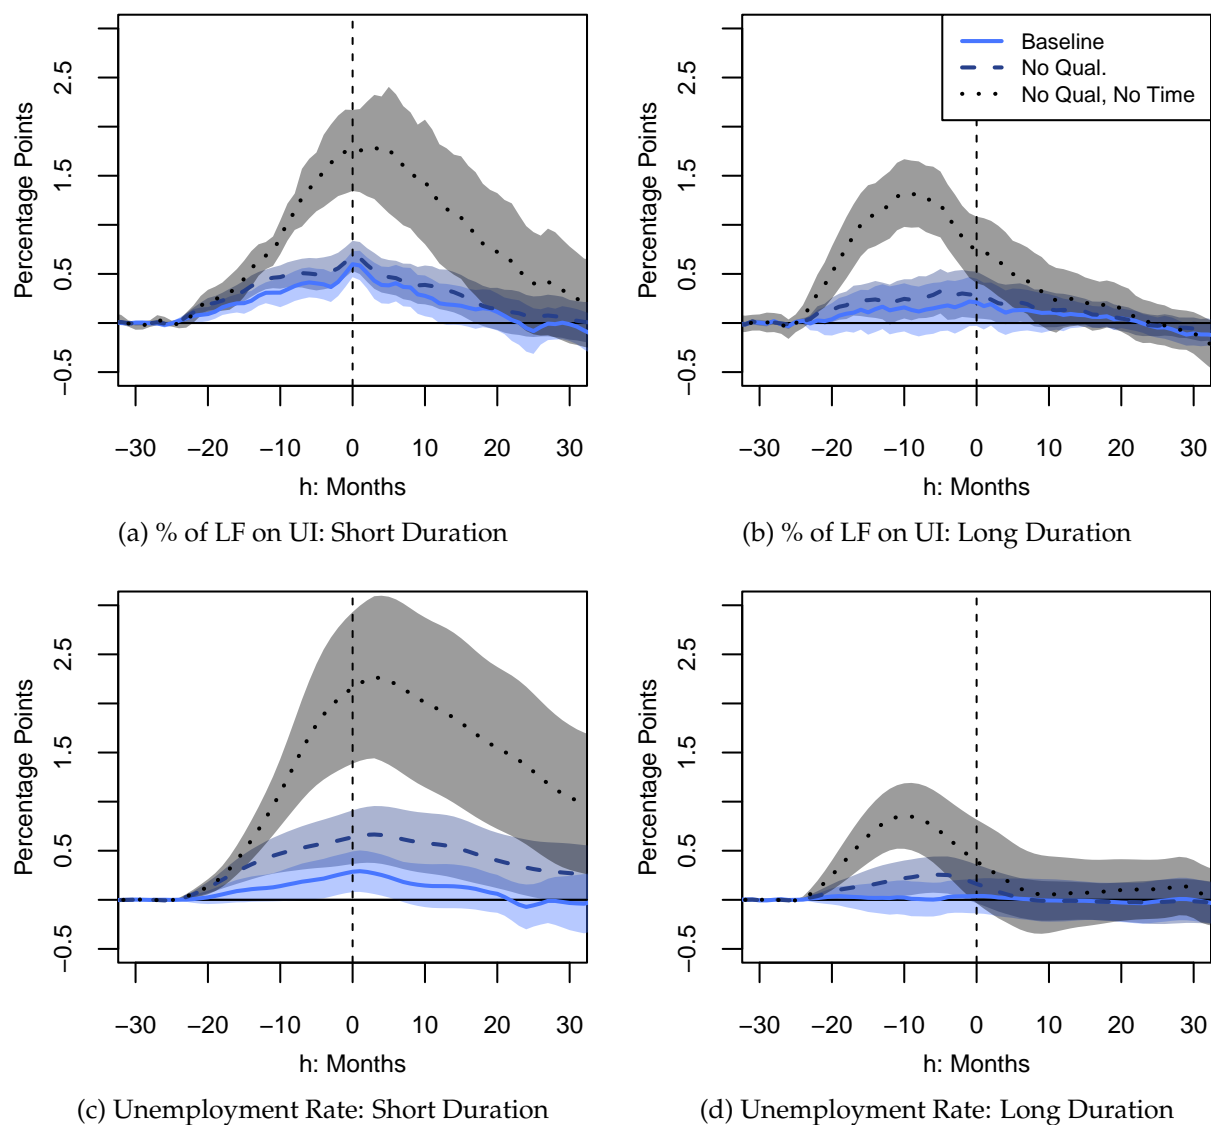 Percentage Points
2.5
1.5
0.5
−0.5
−30 −20 −10 0 10 20 30
h: Months
(a) % of LF on UI: Short Duration
Baseline
No Qual.
No Qual, No Time
Percentage Points
2.5
1.5
0.5
−0.5
−30 −20 −10 0 10 20 30
h: Months
(b) % of LF on UI: Long Duration
Percentage Points
2.5
1.5
0.5
−0.5
−30 −20 −10 0 10 20 30
h: Months
(c) Unemployment Rate: Short Duration
Percentage Points
2.5
1.5
0.5
−0.5
−30 −20 −10 0 10 20 30
h: Months
(d) Unemployment Rate: Long Duration